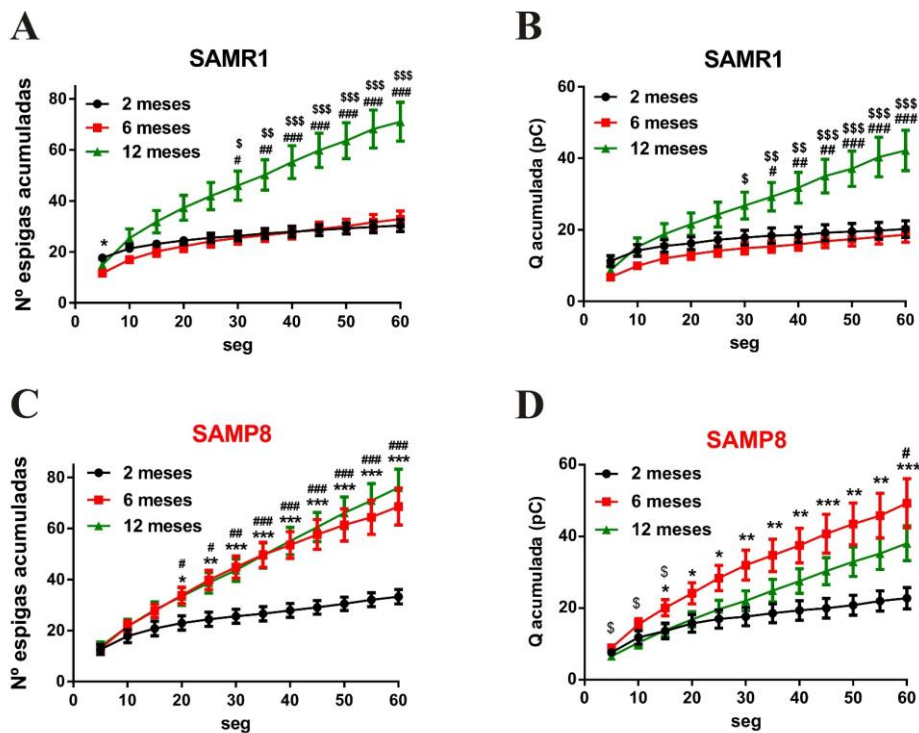 A
SAMR1
Nº espigas acumuladas
80
60
40
20
0
2 meses
6 meses
12 meses
*
$ $$ $$$ $$$ $$$ $$$ $$$
# ## ### ### ### ### ###
0 10 20 30 40 50 60
seg
B
SAMR1
Q acumulada (pC)
60
40
20
0
2 meses
6 meses
12 meses
$ $$ $$ $$$ $$$ $$$ $$$
# ## ## ### ### ###
0 10 20 30 40 50 60
seg
C
SAMP8
Nº espigas acumuladas
80
60
40
20
0
2 meses
6 meses
12 meses
# # ## ### ### ### ### ### ###
* ** *** *** *** *** *** *** ***
0 10 20 30 40 50 60
seg
D
SAMP8
Q acumulada (pC)
60
40
20
0
2 meses
6 meses
12 meses
$ $ $
#
* * * ** ** ** *** ** ** ***
0 10 20 30 40 50 60
seg